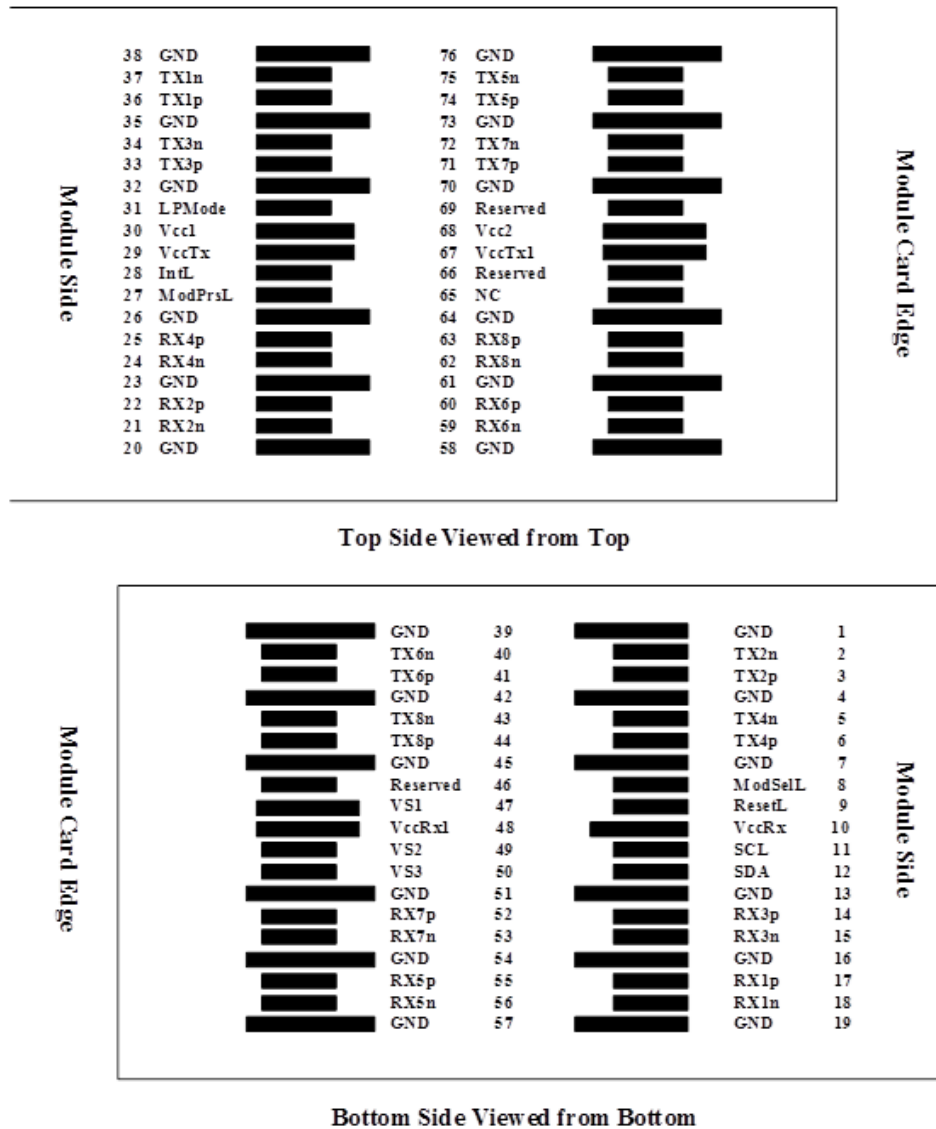 38 GND 76 GND
37 TX1n 75 TX5n
36 TX1p 74 TX5p
35 GND 73 GND
34 TX3n 72 TX7n
33 TX3p 71 TX7p
32 GND 70 GND
31 LPMode 69 Reserved
30 Vcc1 68 Vcc2
29 VccTx 67 VccTx1
28 IntL 66 Reserved
27 ModPrsL 65 NC
26 GND 64 GND
25 RX4p 63 RX8p
24 RX4n 62 RX8n
23 GND 61 GND
22 RX2p 60 RX6p
21 RX2n 59 RX6n
20 GND 58 GND
Module Side
Module Card Edge
Top Side Viewed from Top
GND 39 GND 1
TX6n 40 TX2n 2
TX6p 41 TX2p 3
GND 42 GND 4
TX8n 43 TX4n 5
TX8p 44 TX4p 6
GND 45 GND 7
Reserved 46 ModSelL 8
VS1 47 ResetL 9
VccRx1 48 VccRx 10
VS2 49 SCL 11
VS3 50 SDA 12
GND 51 GND 13
RX7p 52 RX3p 14
RX7n 53 RX3n 15
GND 54 GND 16
RX5p 55 RX1p 17
RX5n 56 RX1n 18
GND 57 GND 19
Module Card Edge
Module Side
Bottom Side Viewed from Bottom